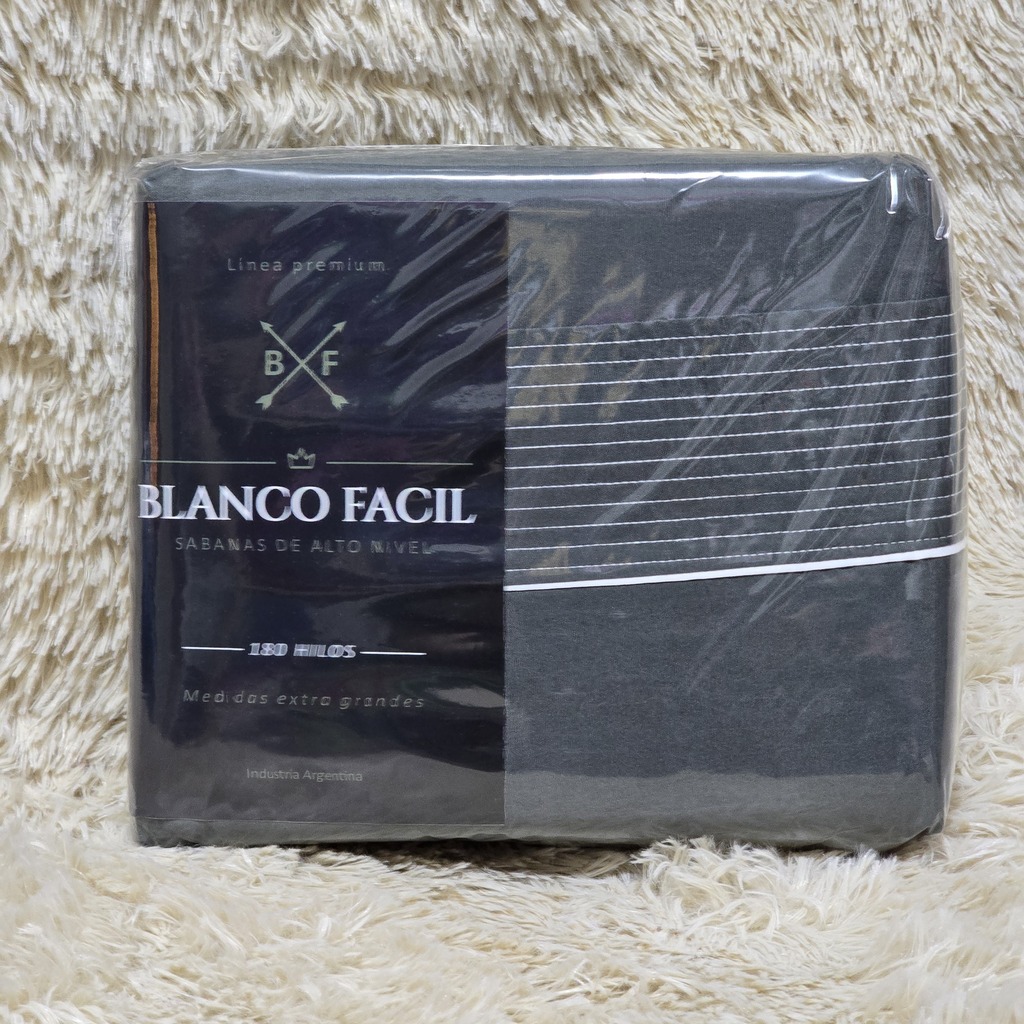 Linea premium
B F
BLANCO FACIL
SABANAS DE ALTO NIVEL
180 HILOS
Medidas extra grandes
Industria Argentina